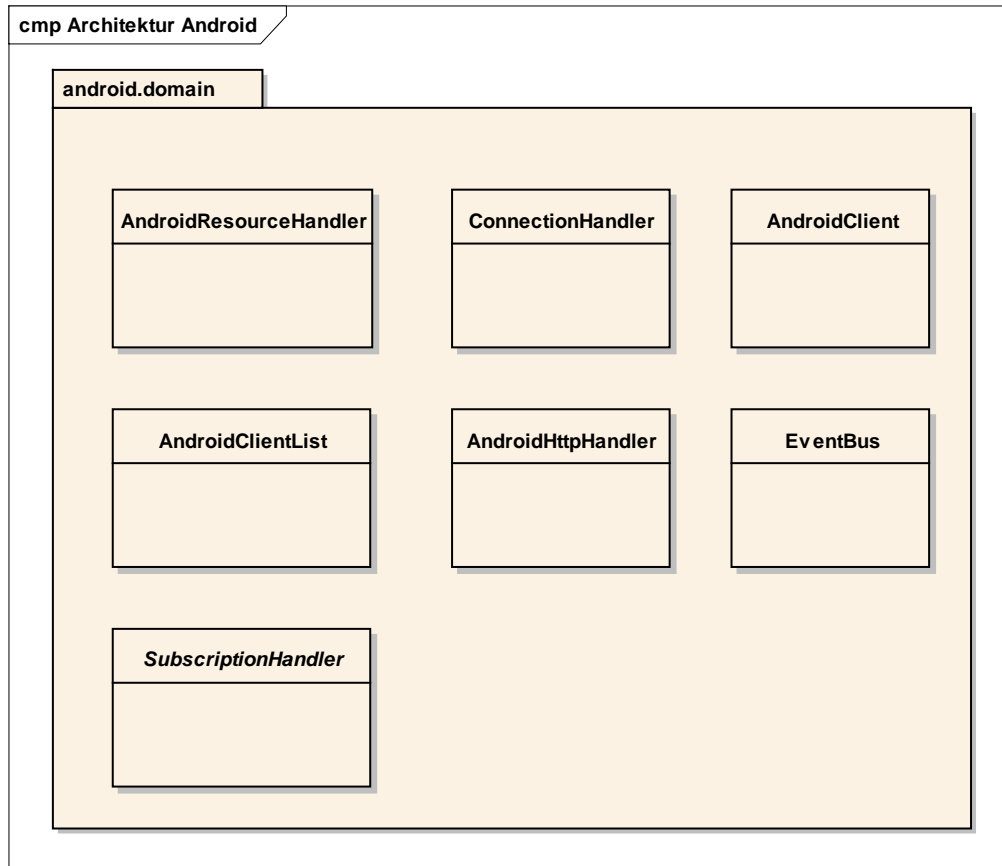 cmp Architektur Android
android.domain
AndroidResourceHandler
ConnectionHandler
AndroidClient
AndroidClientList
AndroidHttpHandler
EventBus
SubscriptionHandler